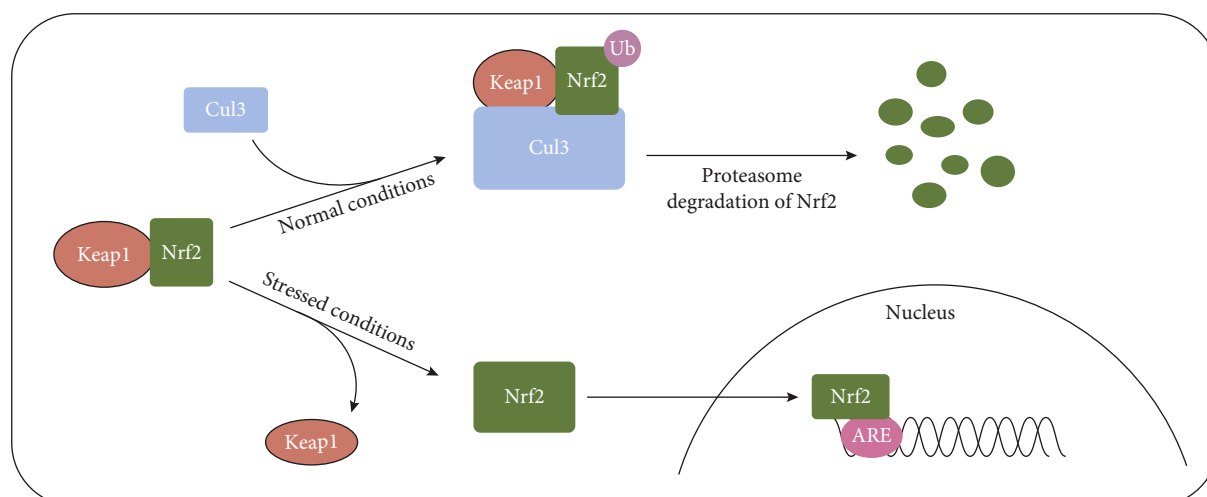 Cul3
Keap1
Nrf2
Ub
Cul3
Normal conditions
Proteasome
degradation of Nrf2
Keap1
Nrf2
Stressed conditions
Keap1
Nrf2
Nucleus
Nrf2
ARE